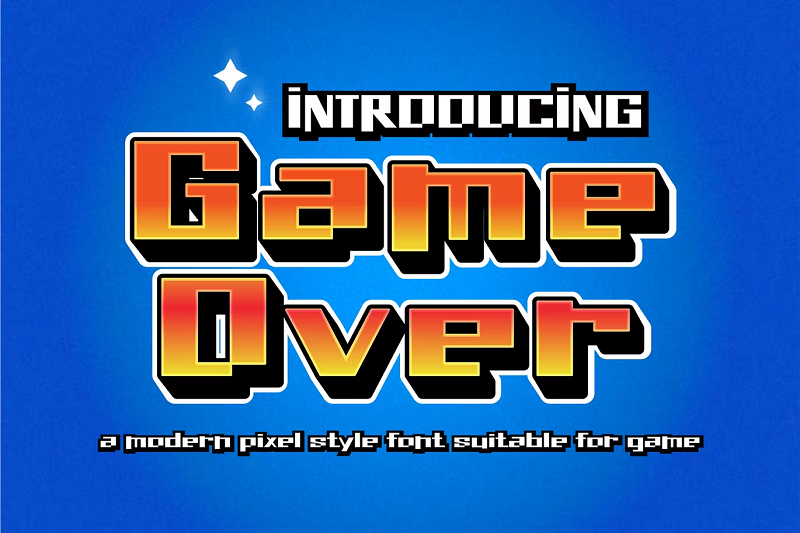 iNTRODUCiNG
Game
Over
a modern pixel style font suitable for game